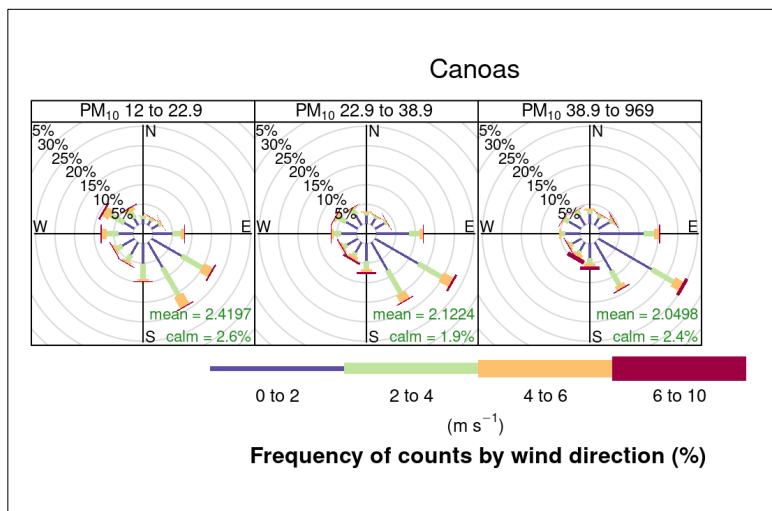 Canoas
PM10 12 to 22.9 PM10 22.9 to 38.9 PM10 38.9 to 969
5% 30% 25% 20% 15% 10% 5% N W E S
mean = 2.4197
calm = 2.6%
5% 30% 25% 20% 15% 10% 5% N W E S
mean = 2.1224
calm = 1.9%
5% 30% 25% 20% 15% 10% 5% N W E S
mean = 2.0498
calm = 2.4%
0 to 2 2 to 4 4 to 6 6 to 10
(m s−1)
Frequency of counts by wind direction (%)